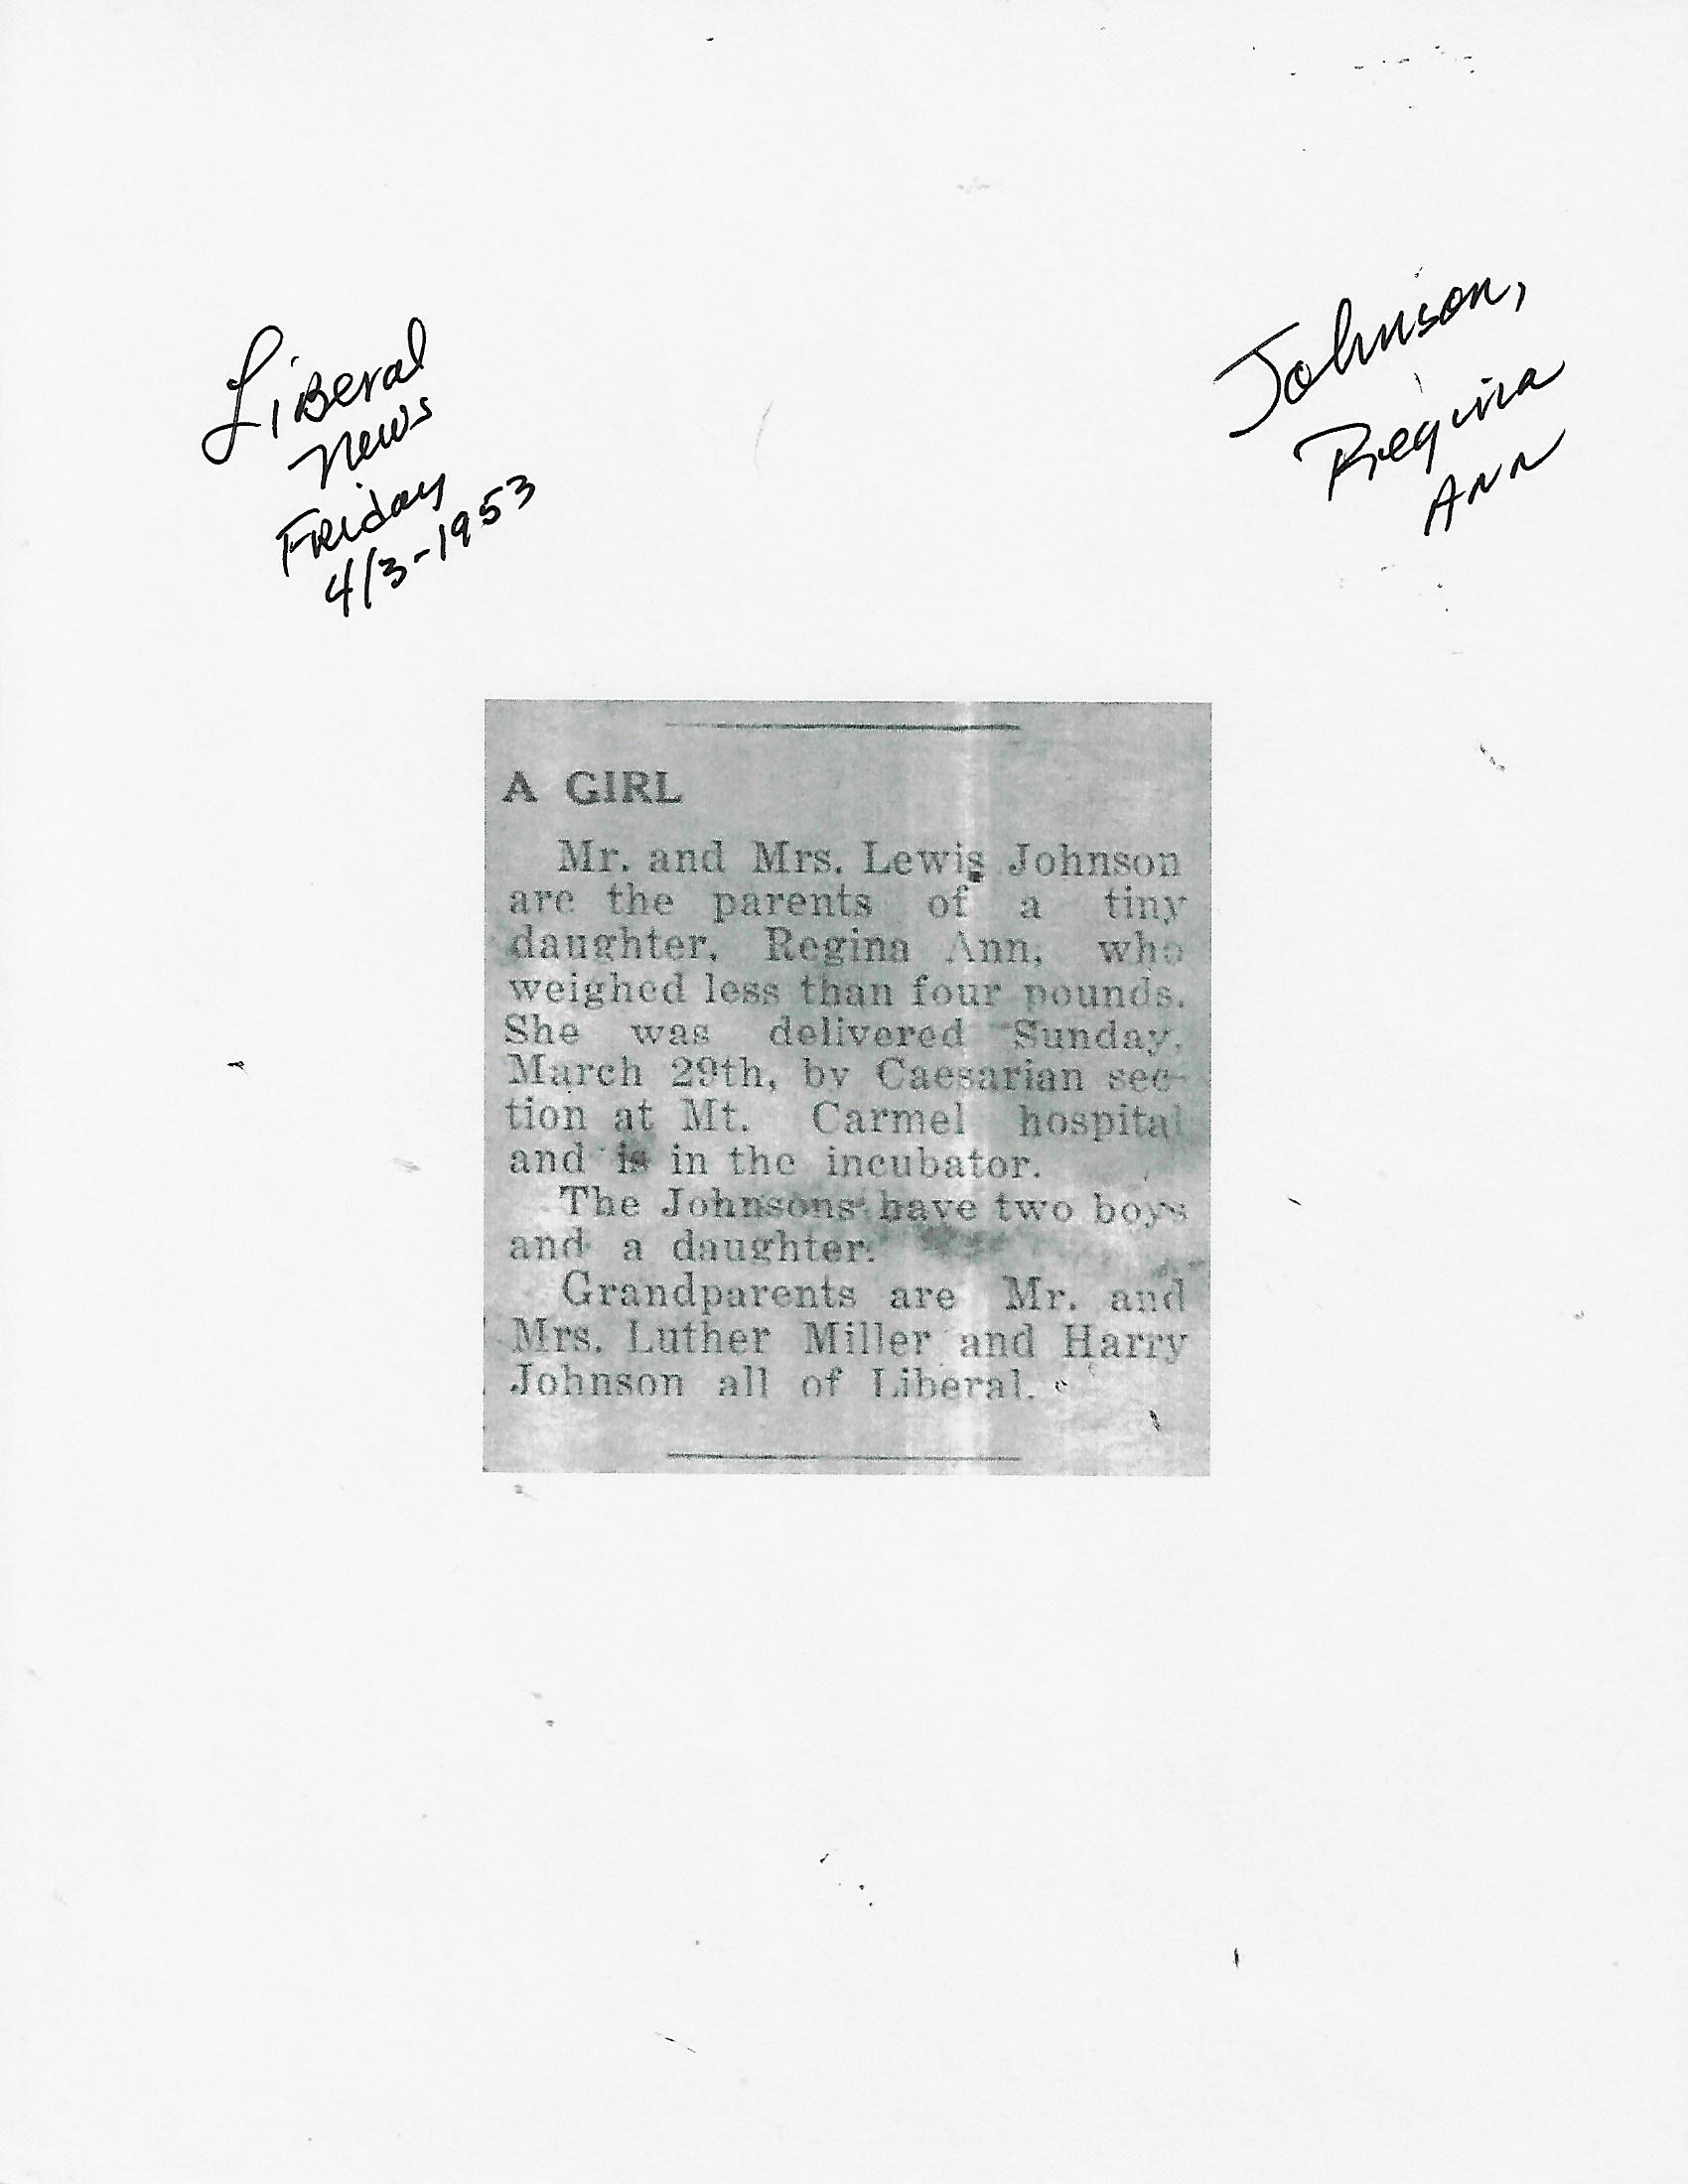 Liberal
News
Friday
4/3-1953
Johnson,
Regina
Ann
A GIRL
Mr. and Mrs. Lewis Johnson
are the parents of a tiny
daughter, Regina Ann, who
weighed less than four pounds.
She was delivered Sunday,
March 29th, by Caesarian sec-
tion at Mt. Carmel hospital
and is in the incubator.
The Johnsons have two boys
and a daughter.
Grandparents are Mr. and
Mrs. Luther Miller and Harry
Johnson all of Liberal.